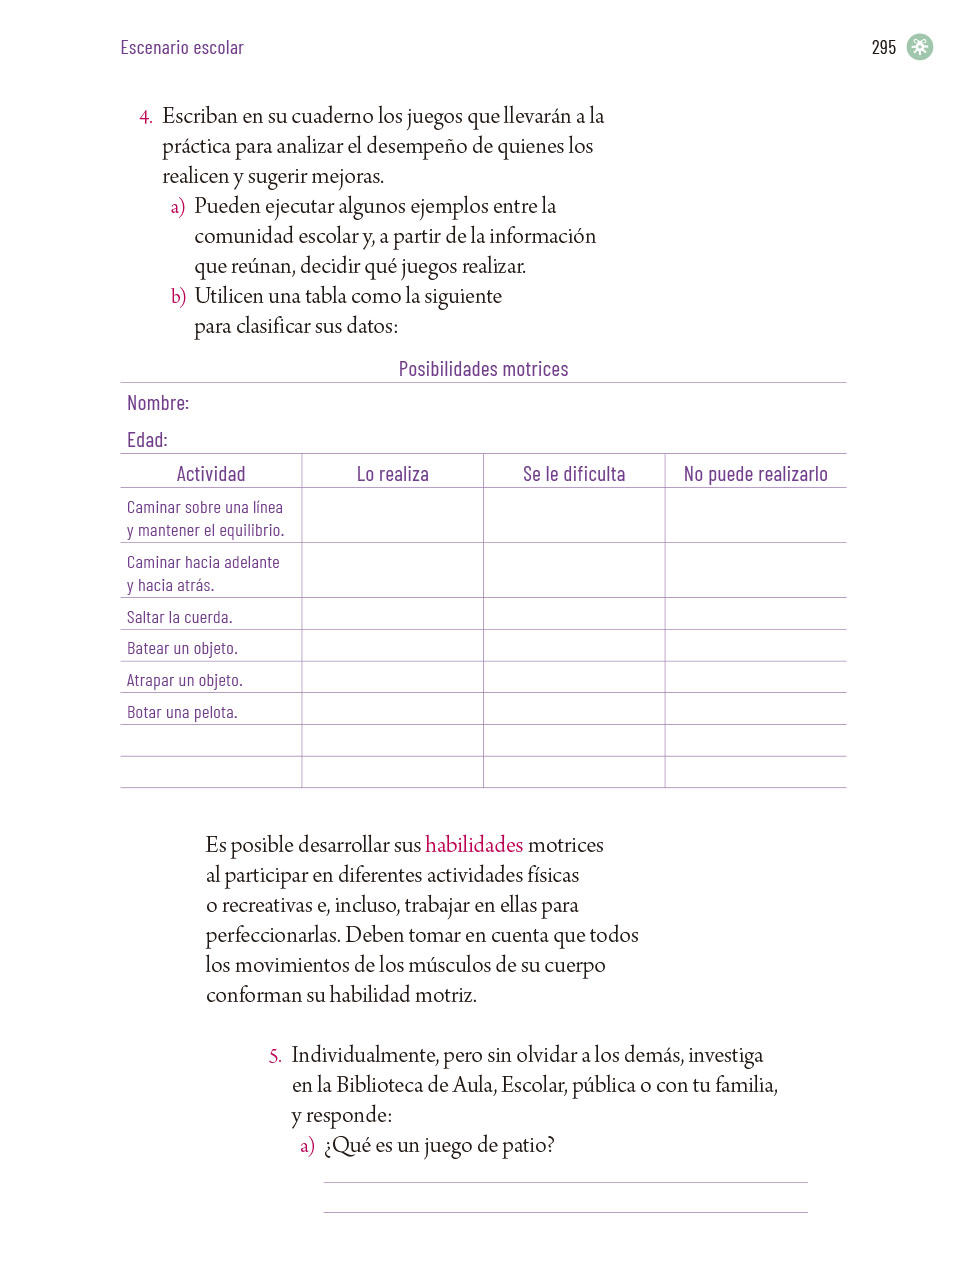 Escenario escolar
295
4. Escriban en su cuaderno los juegos que llevarán a la
práctica para analizar el desempeño de quienes los
realicen y sugerir mejoras.
a) Pueden ejecutar algunos ejemplos entre la
comunidad escolar y, a partir de la información
que reúnan, decidir qué juegos realizar.
b) Utilicen una tabla como la siguiente
para clasificar sus datos:
Posibilidades motrices
Nombre:
Edad:
Actividad Lo realiza Se le dificulta No puede realizarlo
Caminar sobre una línea
y mantener el equilibrio.
Caminar hacia adelante
y hacia atrás.
Saltar la cuerda.
Batear un objeto.
Atrapar un objeto.
Botar una pelota.
Es posible desarrollar sus habilidades motrices
al participar en diferentes actividades físicas
o recreativas e, incluso, trabajar en ellas para
perfeccionarlas. Deben tomar en cuenta que todos
los movimientos de los músculos de su cuerpo
conforman su habilidad motriz.
5. Individualmente, pero sin olvidar a los demás, investiga
en la Biblioteca de Aula, Escolar, pública o con tu familia,
y responde:
a) ¿Qué es un juego de patio?